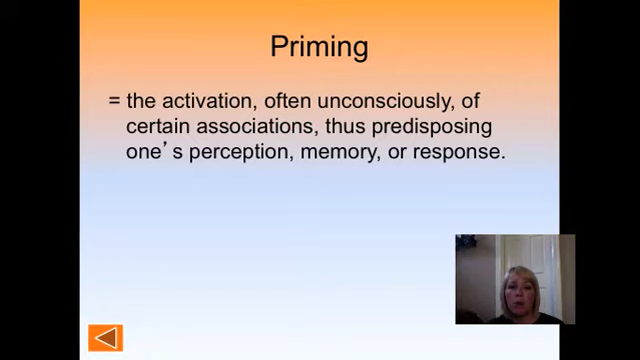 Priming
= the activation, often unconsciously, of
certain associations, thus predisposing
one's perception, memory, or response.